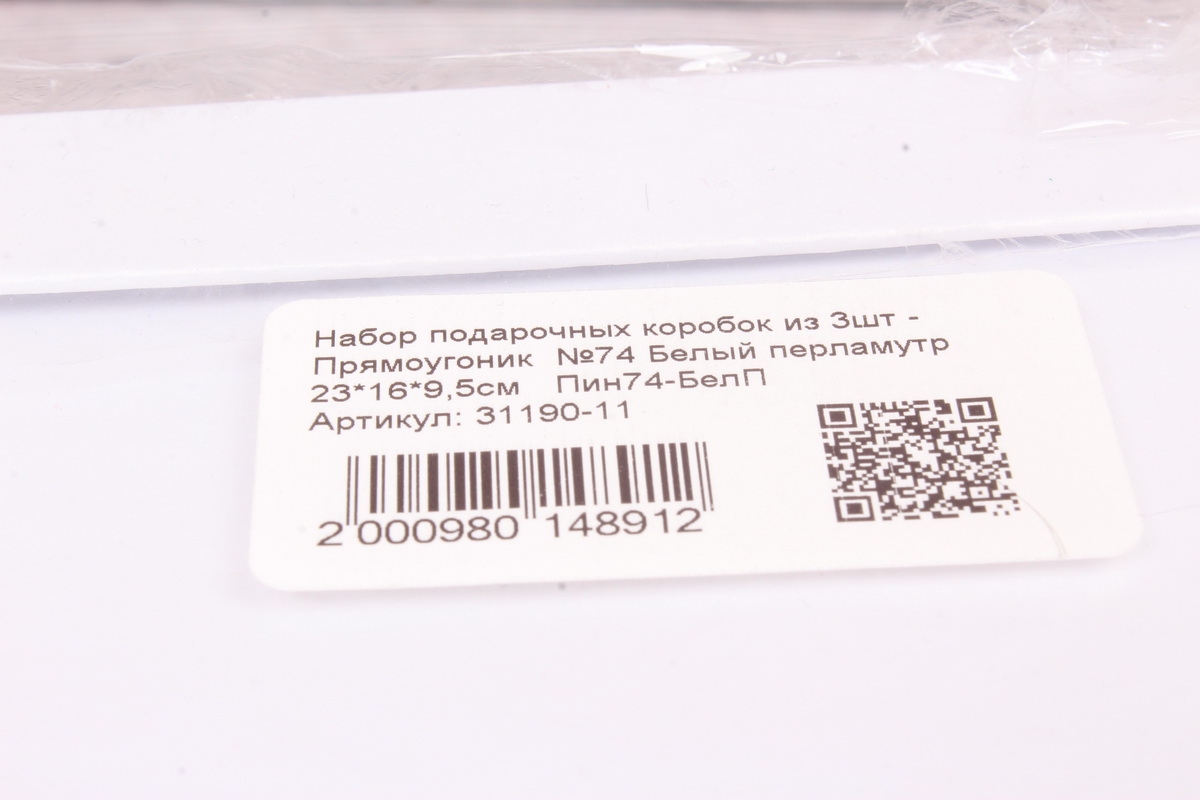 Набор подарочных коробок из 3шт -
Прямоугоник №74 Белый перламутр
23*16*9,5см Пин74-БелП
Артикул: 31190-11
2 000980 148912